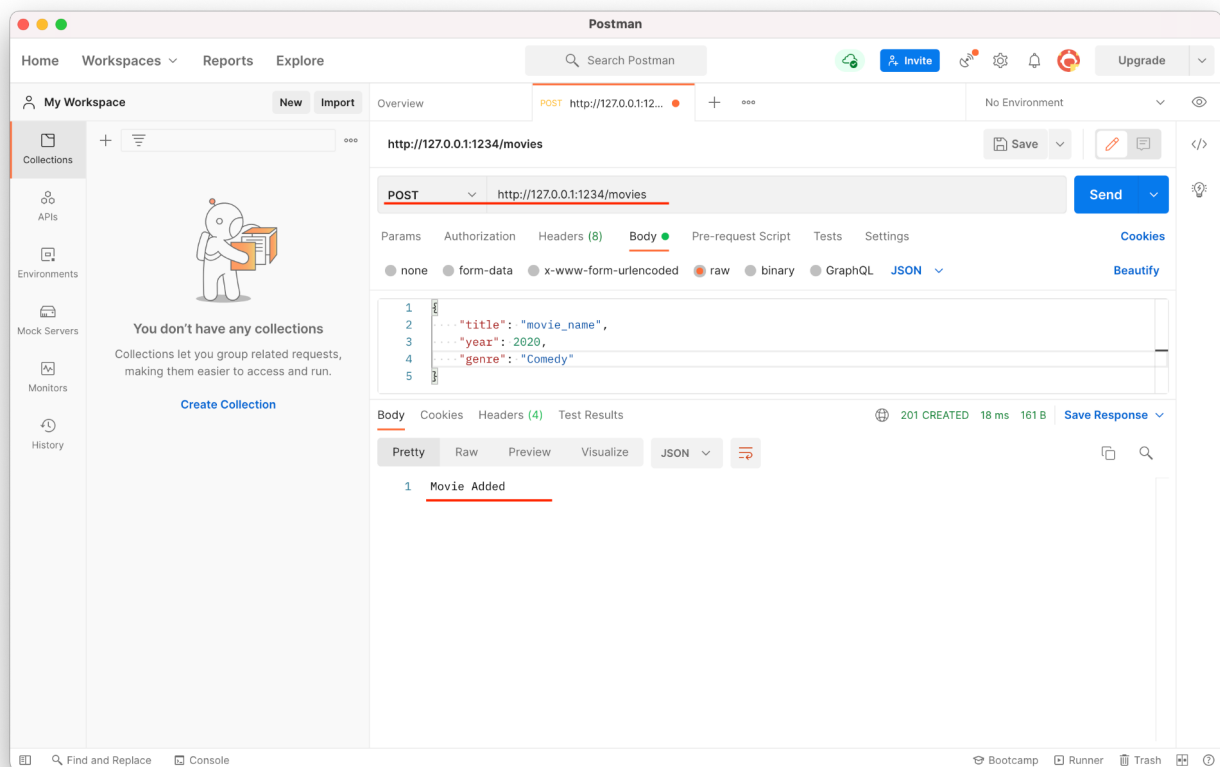 Postman
Home Workspaces Reports Explore Search Postman Invite Upgrade
My Workspace New Import Overview POST http://127.0.0.1:12... No Environment
Collections
APIs
Environments
Mock Servers
Monitors
History
You don't have any collections
Collections let you group related requests,
making them easier to access and run.
Create Collection
http://127.0.0.1:1234/movies Save
POST http://127.0.0.1:1234/movies Send
Params Authorization Headers (8) Body Pre-request Script Tests Settings Cookies
none form-data x-www-form-urlencoded raw binary GraphQL JSON Beautify
1 {
2 "title": "movie_name",
3 "year": 2020,
4 "genre": "Comedy"
5 }
Body Cookies Headers (4) Test Results 201 CREATED 18 ms 161 B Save Response
Pretty Raw Preview Visualize JSON
1 Movie Added
Find and Replace Console Bootcamp Runner Trash